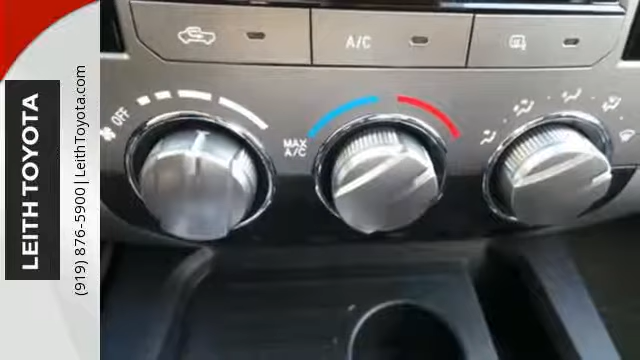 LEITH TOYOTA
(919) 876-5900 | LeithToyota.com
A/C
OFF
MAX
A/C